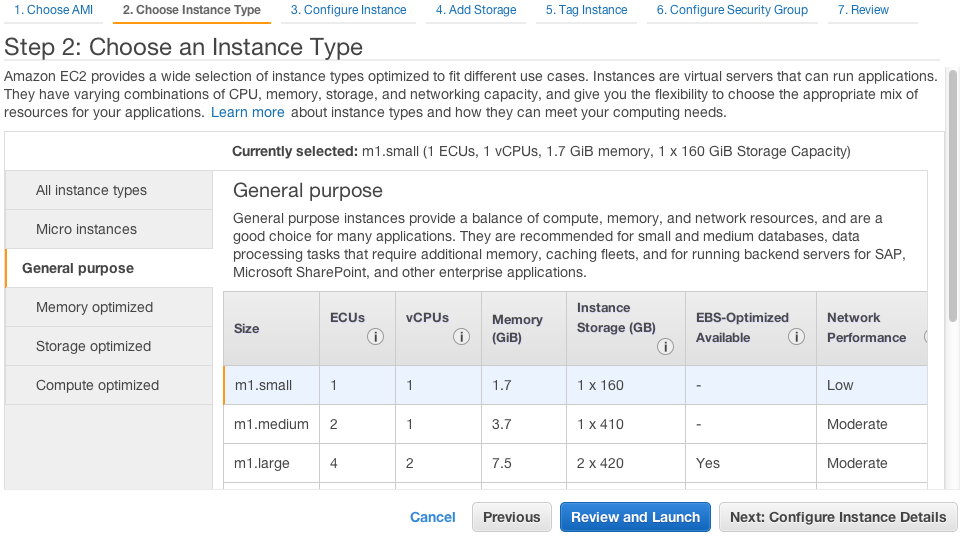 1. Choose AMI 2. Choose Instance Type 3. Configure Instance 4. Add Storage 5. Tag Instance 6. Configure Security Group 7. Review
Step 2: Choose an Instance Type
Amazon EC2 provides a wide selection of instance types optimized to fit different use cases. Instances are virtual servers that can run applications.
They have varying combinations of CPU, memory, storage, and networking capacity, and give you the flexibility to choose the appropriate mix of
resources for your applications. Learn more about instance types and how they can meet your computing needs.
Currently selected: m1.small (1 ECUs, 1 vCPUs, 1.7 GiB memory, 1 x 160 GiB Storage Capacity)
All instance types
Micro instances
General purpose
Memory optimized
Storage optimized
Compute optimized
General purpose
General purpose instances provide a balance of compute, memory, and network resources, and are a
good choice for many applications. They are recommended for small and medium databases, data
processing tasks that require additional memory, caching fleets, and for running backend servers for SAP,
Microsoft SharePoint, and other enterprise applications.
Size ECUs vCPUs Memory (GiB) Instance Storage (GB) EBS-Optimized Available Network Performance
m1.small 1 1 1.7 1 x 160 - Low
m1.medium 2 1 3.7 1 x 410 - Moderate
m1.large 4 2 7.5 2 x 420 Yes Moderate
Cancel Previous Review and Launch Next: Configure Instance Details